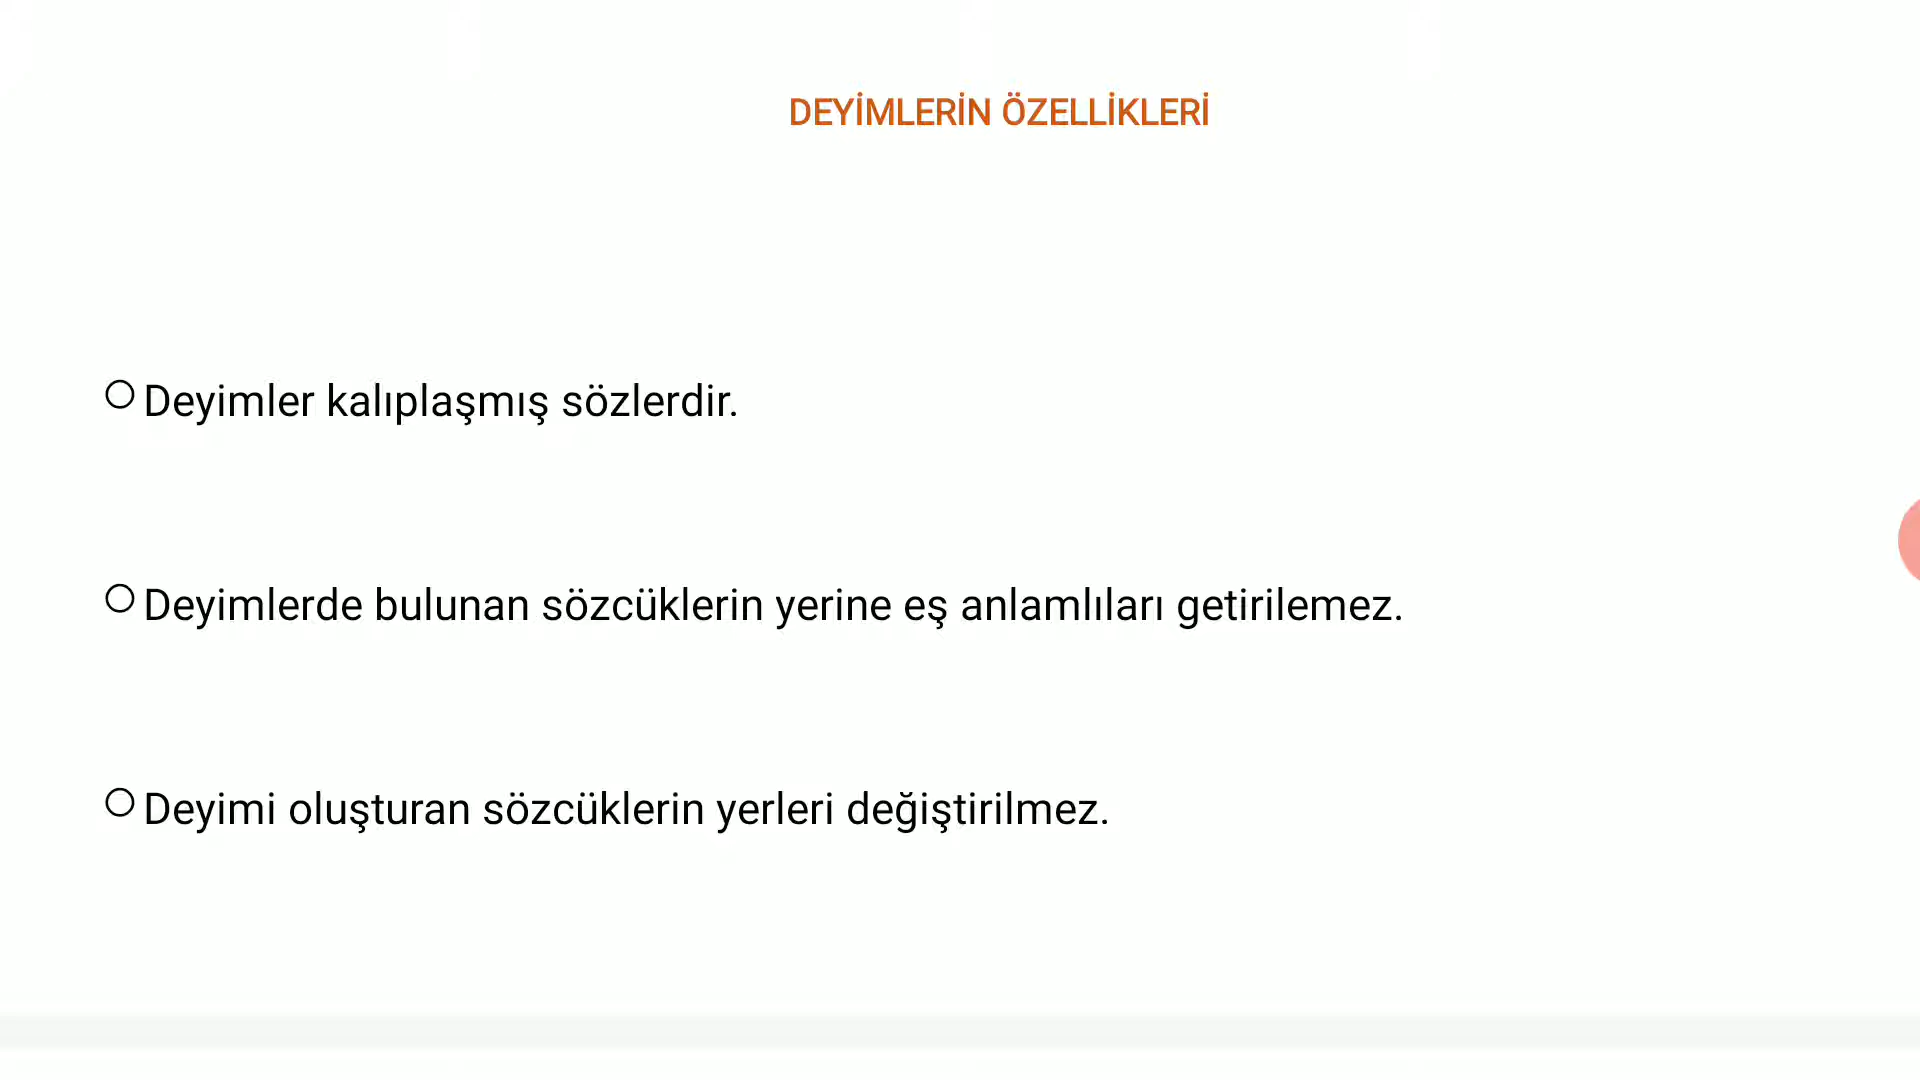 DEYİMLERİN ÖZELLİKLERİ
Deyimler kalıplaşmış sözlerdir.
Deyimlerde bulunan sözcüklerin yerine eş anlamlıları getirilemez.
Deyimi oluşturan sözcüklerin yerleri değiştirilmez.